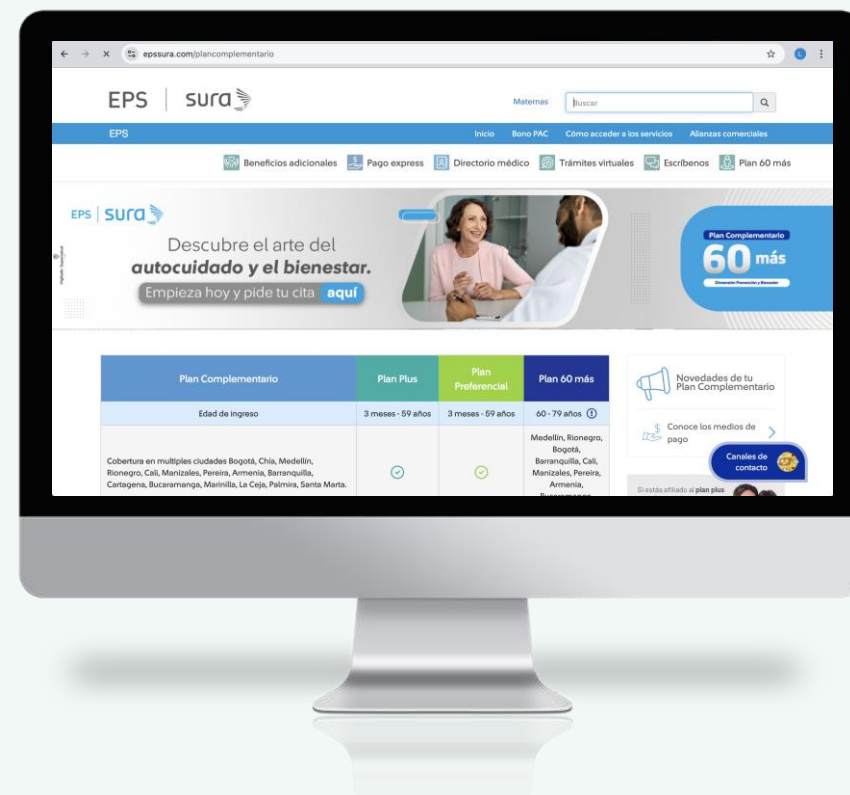 epssura.com/plancomplementario
EPS sura
Maternas Buscar
EPS Inicio Bono PAC Cómo acceder a los servicios Alianzas comerciales
Beneficios adicionales Pago express Directorio médico Trámites virtuales Escríbenos Plan 60 más
EPS sura
Descubre el arte del
autocuidado y el bienestar.
Empieza hoy y pide tu cita aquí
Plan Complementario
60 más
Dimensión Prevención y Bienestar
Plan Complementario Plan Plus Plan Preferencial Plan 60 más
Edad de ingreso 3 meses - 59 años 3 meses - 59 años 60 - 79 años
Cobertura en multiples ciudades Bogotá, Chia, Medellín,
Rionegro, Cali, Manizales, Pereira, Armenia, Barranquilla,
Cartagena, Bucaramanga, Marinilla, La Ceja, Palmira, Santa Marta.
Medellín, Rionegro,
Bogotá,
Barranquilla, Cali,
Manizales, Pereira,
Armenia,
Bucaramanga
Novedades de tu
Plan Complementario
Conoce los medios de
pago
Canales de
contacto
Si estás afiliado al plan plus